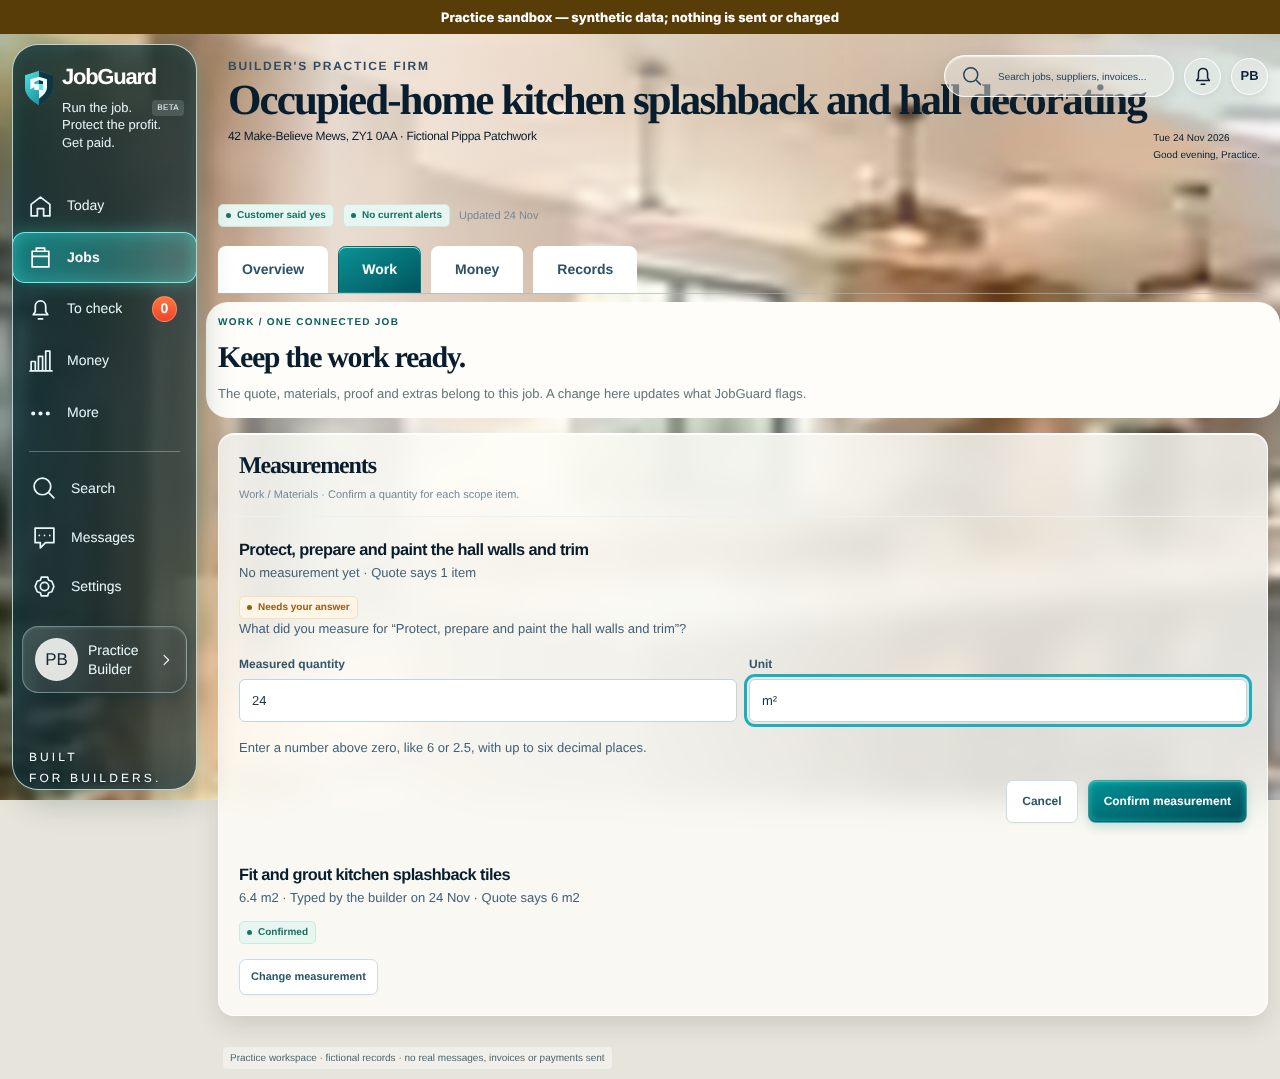 Practice sandbox — synthetic data; nothing is sent or charged
JobGuard
Run the job.
BETA
Protect the profit.
Get paid.
Today
Jobs
To check
0
Money
More
Search
Messages
Settings
PB
Practice
Builder
BUILT
FOR BUILDERS.
BUILDER'S PRACTICE FIRM
Occupied-home kitchen splashback and hall decorating
42 Make-Believe Mews, ZY1 0AA · Fictional Pippa Patchwork
Search jobs, suppliers, invoices...
PB
Tue 24 Nov 2026
Good evening, Practice.
Customer said yes
No current alerts
Updated 24 Nov
Overview
Work
Money
Records
WORK / ONE CONNECTED JOB
Keep the work ready.
The quote, materials, proof and extras belong to this job. A change here updates what JobGuard flags.
Measurements
Work / Materials · Confirm a quantity for each scope item.
Protect, prepare and paint the hall walls and trim
No measurement yet · Quote says 1 item
Needs your answer
What did you measure for “Protect, prepare and paint the hall walls and trim”?
Measured quantity
Unit
24
m²
Enter a number above zero, like 6 or 2.5, with up to six decimal places.
Cancel
Confirm measurement
Fit and grout kitchen splashback tiles
6.4 m2 · Typed by the builder on 24 Nov · Quote says 6 m2
Confirmed
Change measurement
Practice workspace · fictional records · no real messages, invoices or payments sent